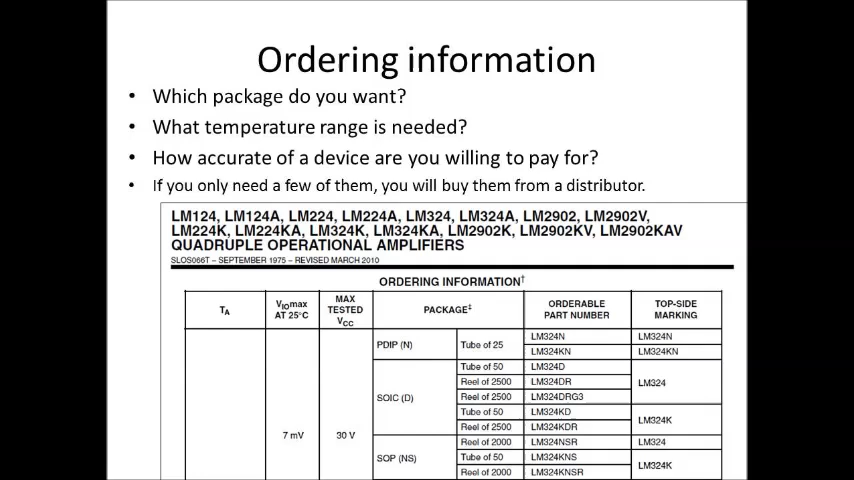 Ordering information
• Which package do you want?
• What temperature range is needed?
• How accurate of a device are you willing to pay for?
• If you only need a few of them, you will buy them from a distributor.
LM124, LM124A, LM224, LM224A, LM324, LM324A, LM2902, LM2902V,
LM224K, LM224KA, LM324K, LM324KA, LM2902K, LM2902KV, LM2902KAV
QUADRUPLE OPERATIONAL AMPLIFIERS
SLOS066T – SEPTEMBER 1975 – REVISED MARCH 2010
ORDERING INFORMATION†
TA VIOmax AT 25°C MAX TESTED VCC PACKAGE‡ ORDERABLE PART NUMBER TOP-SIDE MARKING
7 mV 30 V
PDIP (N) Tube of 25 LM324N LM324N
LM324KN LM324KN
SOIC (D) Tube of 50 LM324D LM324
Reel of 2500 LM324DR
Reel of 2500 LM324DRG3
Tube of 50 LM324KD LM324K
Reel of 2500 LM324KDR
SOP (NS) Reel of 2000 LM324NSR LM324
Tube of 50 LM324KNS LM324K
Reel of 2000 LM324KNSR